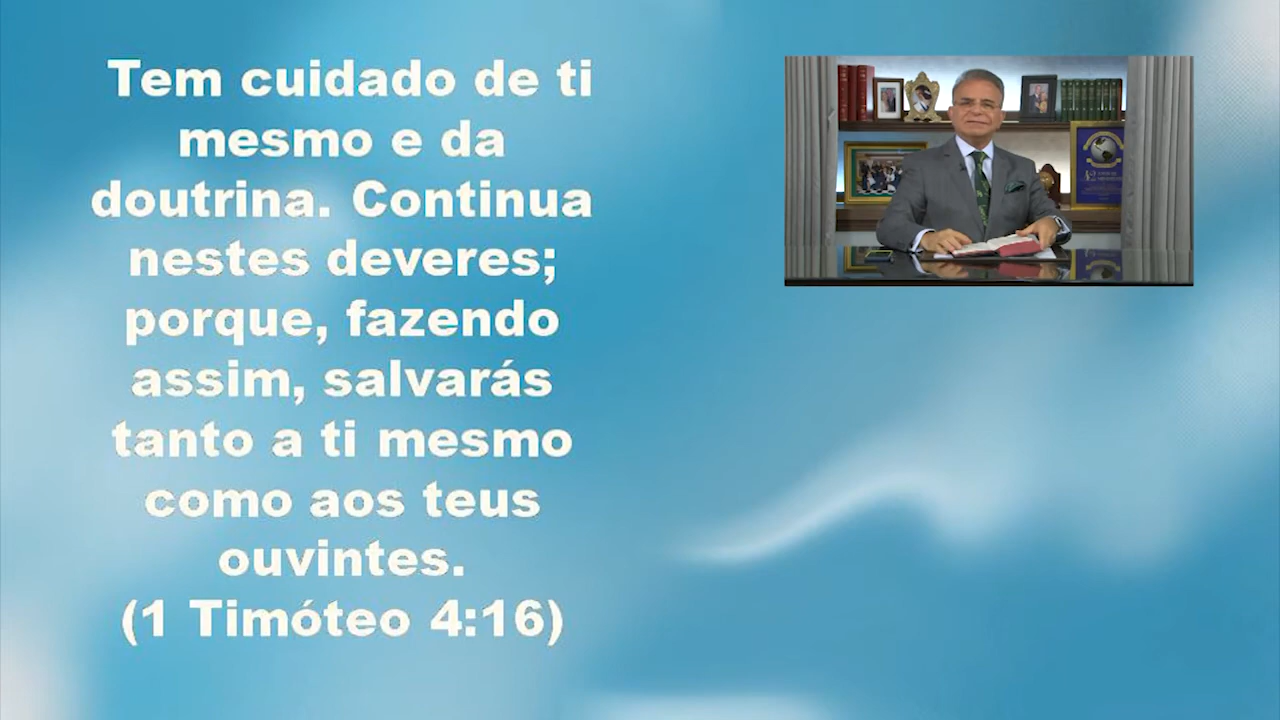 Tem cuidado de ti
mesmo e da
doutrina. Continua
nestes deveres;
porque, fazendo
assim, salvarás
tanto a ti mesmo
como aos teus
ouvintes.
(1 Timóteo 4:16)